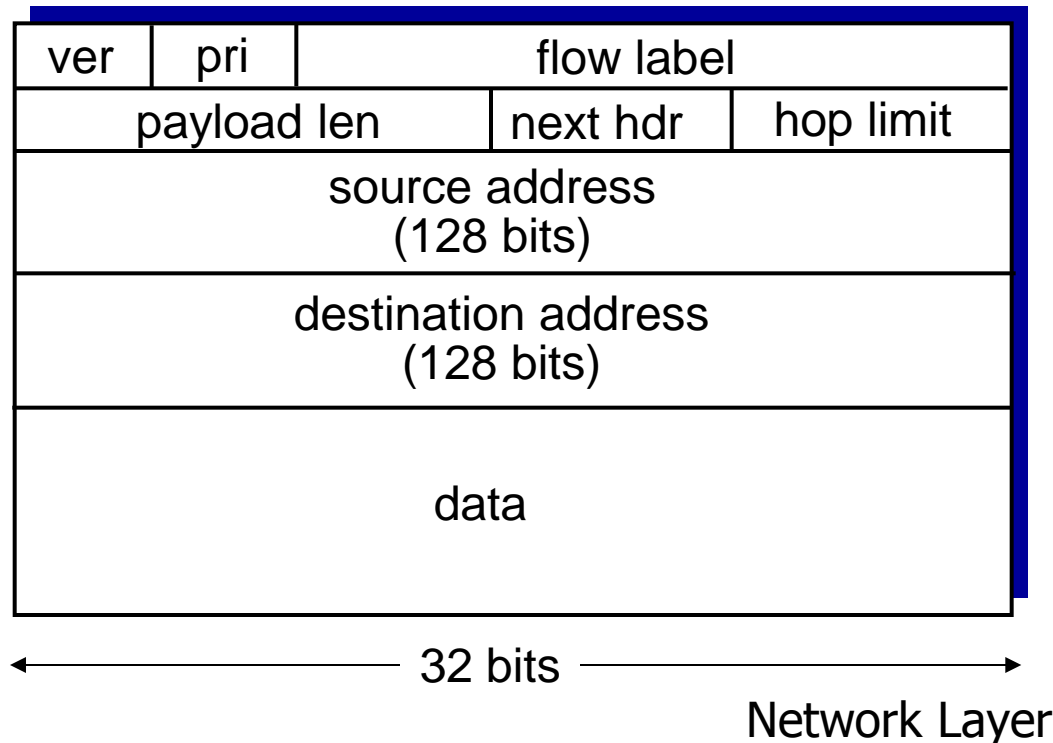 ver pri flow label
payload len next hdr hop limit
source address
(128 bits)
destination address
(128 bits)
data
32 bits
Network Layer